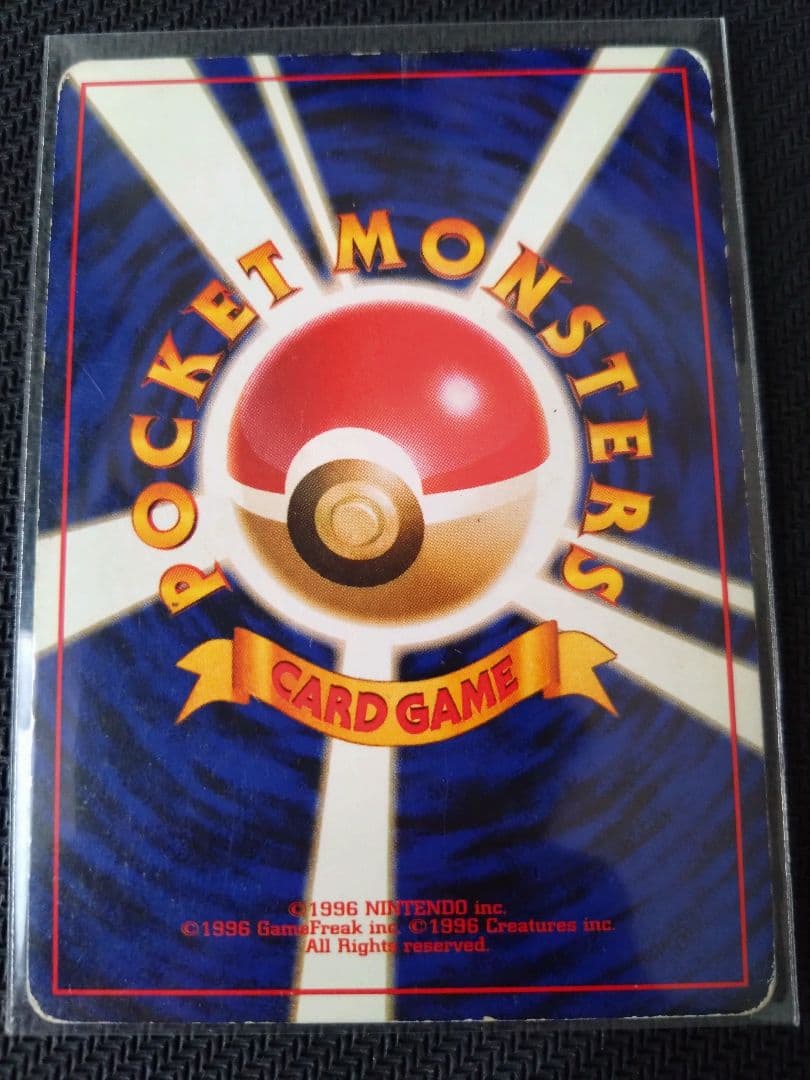 POCKET MONSTERS
CARD GAME
©1996 NINTENDO inc.
©1996 GameFreak inc. ©1996 Creatures inc.
All Rights reserved.